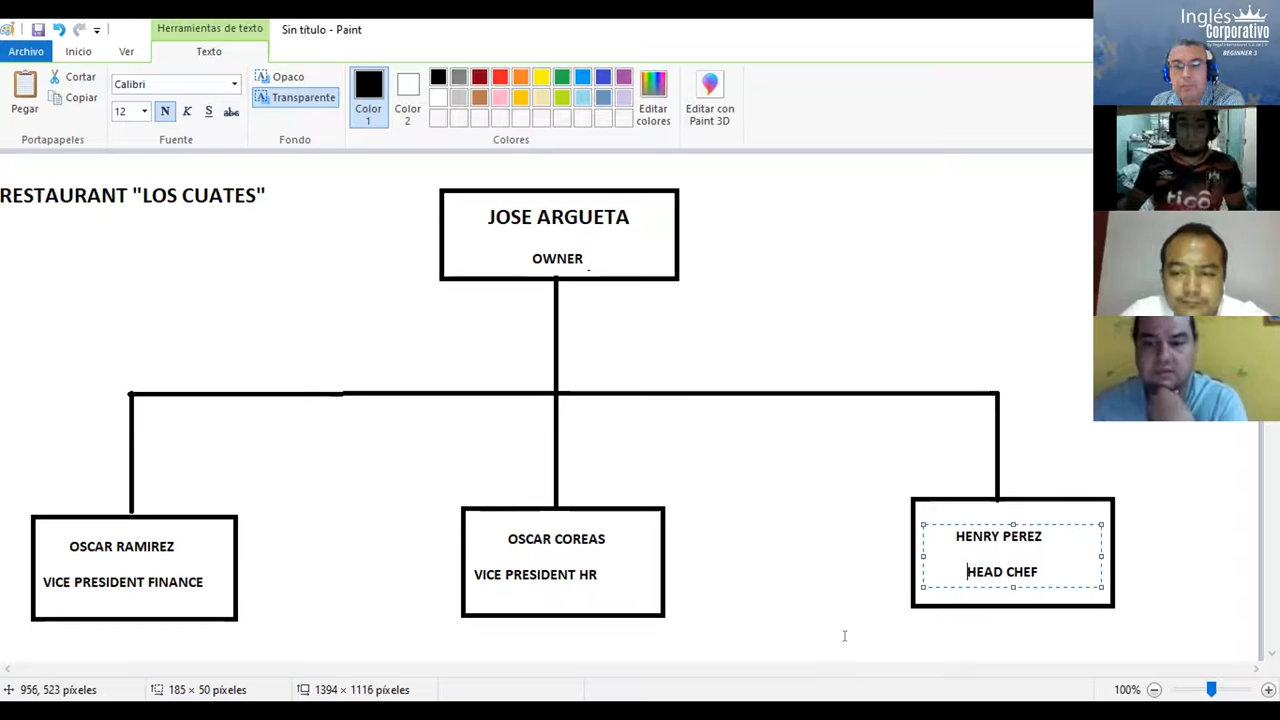 Herramientas de texto
Sin título - Paint
Archivo
Inicio
Ver
Texto
Pegar
Cortar
Copiar
Portapapeles
Calibri
12
N
K
S
abc
Fuente
Opaco
Transparente
Fondo
Color
1
Color
2
Editar
colores
Colores
Editar con
Paint 3D
Inglés
Corporativo
BEGINNER 3
tigo
RESTAURANT "LOS CUATES"
JOSE ARGUETA
OWNER
OSCAR RAMIREZ
VICE PRESIDENT FINANCE
OSCAR COREAS
VICE PRESIDENT HR
HENRY PEREZ
HEAD CHEF
956, 523 píxeles
185 × 50 píxeles
1394 × 1116 píxeles
100%